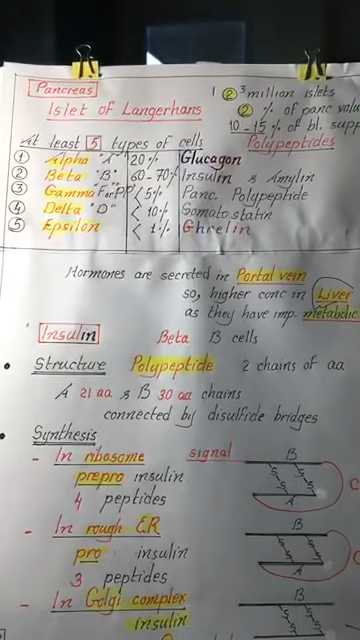 Pancreas
1 2 3 million islets
Islet of Langerhans
2 % of panc volu
10-15 % of bl. supp
At least 5 types of cells
Polypeptides
1 Alpha "A" 20% Glucagon
2 Beta "B" 60-70% Insulin & Amylin
3 Gamma "F or PP" < 5% Panc. Polypeptide
4 Delta "D" < 10% Somatostatin
5 Epsilon < 1% Ghrelin
Hormones are secreted in Portal vein
so, higher conc in Liver
as they have imp. metabolic
Insulin Beta B cells
Structure Polypeptide 2 chains of aa
A 21 aa & B 30 aa chains
connected by disulfide bridges
Synthesis
- In ribosome signal B
prepro insulin
4 peptides A C
- In rough ER B
pro insulin A
3 peptides
- In Golgi complex B
insulin